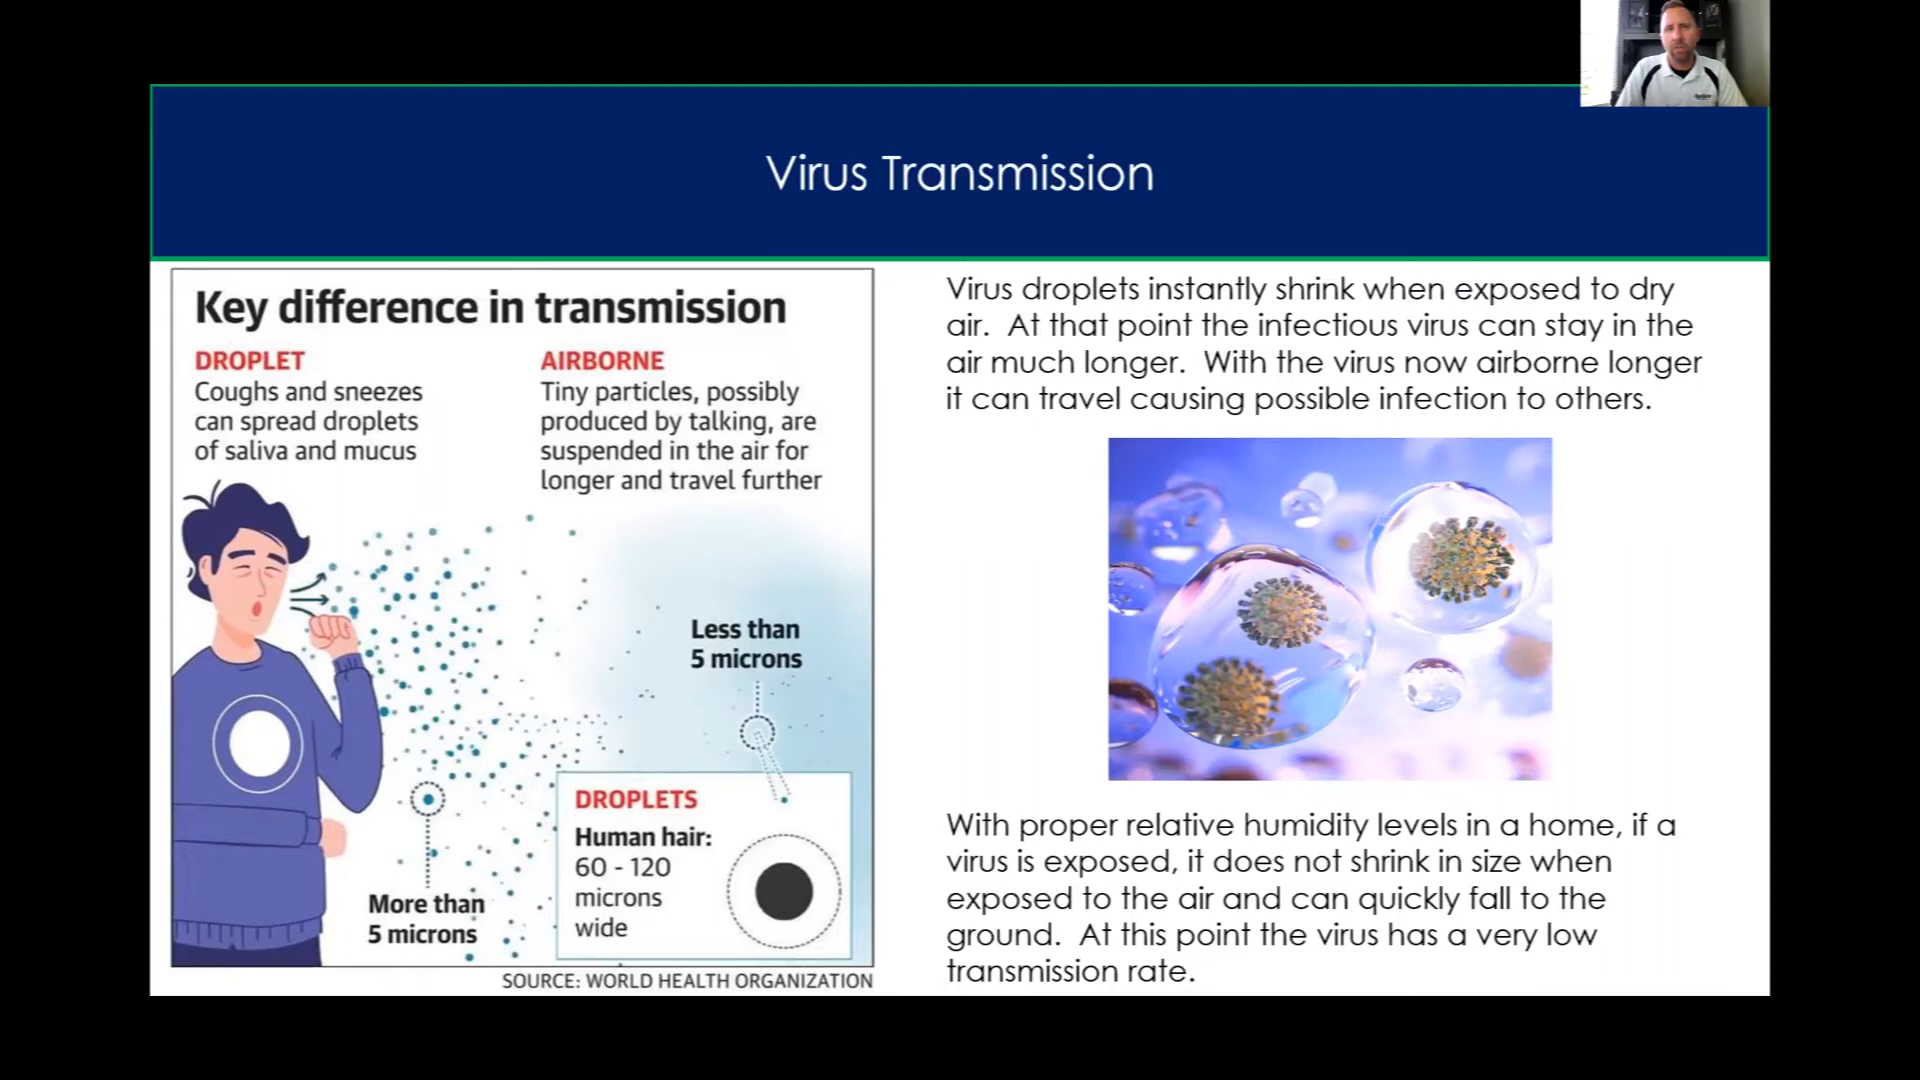 Virus Transmission
Key difference in transmission
DROPLET
Coughs and sneezes
can spread droplets
of saliva and mucus
AIRBORNE
Tiny particles, possibly
produced by talking, are
suspended in the air for
longer and travel further
Less than
5 microns
More than
5 microns
DROPLETS
Human hair:
60 - 120
microns
wide
SOURCE: WORLD HEALTH ORGANIZATION
Virus droplets instantly shrink when exposed to dry
air. At that point the infectious virus can stay in the
air much longer. With the virus now airborne longer
it can travel causing possible infection to others.
With proper relative humidity levels in a home, if a
virus is exposed, it does not shrink in size when
exposed to the air and can quickly fall to the
ground. At this point the virus has a very low
transmission rate.